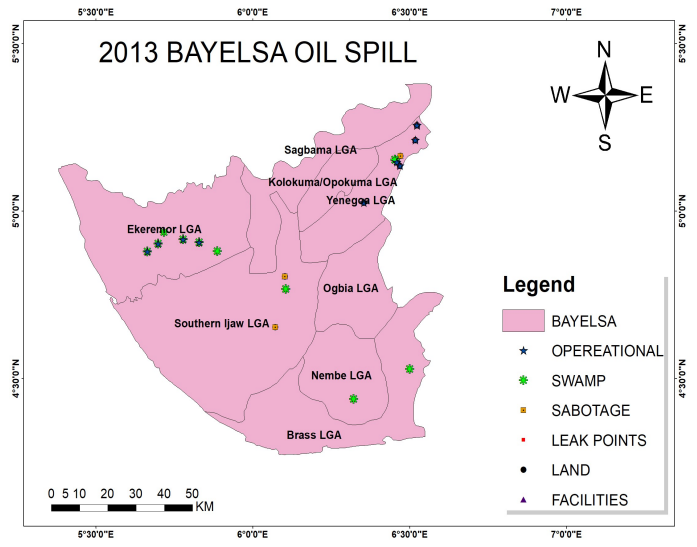 5°30'0"E 6°0'0"E 6°30'0"E 7°0'0"E
2013 BAYELSA OIL SPILL
N
W E
S
5°30'0"N 5°30'0"N
Sagbama LGA
Kolokuma/Opokuma LGA
Yenegoa LGA
5°0'0"N 5°0'0"N
Ekeremor LGA
Ogbia LGA
Southern Ijaw LGA
Nembe LGA
4°30'0"N 4°30'0"N
Brass LGA
Legend
BAYELSA
OPEREATIONAL
SWAMP
SABOTAGE
LEAK POINTS
LAND
FACILITIES
0 5 10 20 30 40 50
KM
5°30'0"E 6°0'0"E 6°30'0"E 7°0'0"E